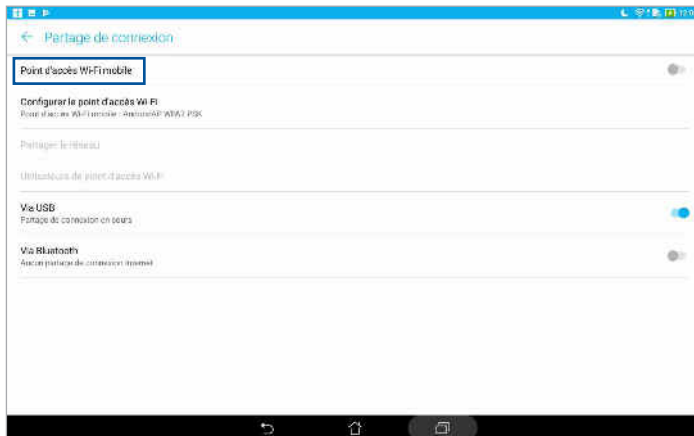 Partage de connexion
Point d'accès Wi-Fi mobile
Configurer le point d'accès Wi-Fi
Point d'accès Wi-Fi mobile : AndroidAP WPA2 PSK
Partager le réseau
Utilisateurs de point d'accès Wi-Fi
Via USB
Partage de connexion en cours
Via Bluetooth
Aucun partage de connexion Internet